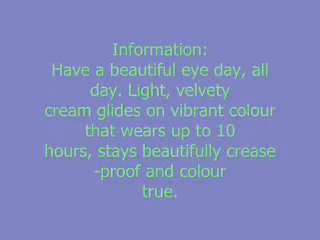 Information:
Have a beautiful eye day, all
day. Light, velvety
cream glides on vibrant colour
that wears up to 10
hours, stays beautifully crease
-proof and colour
true.